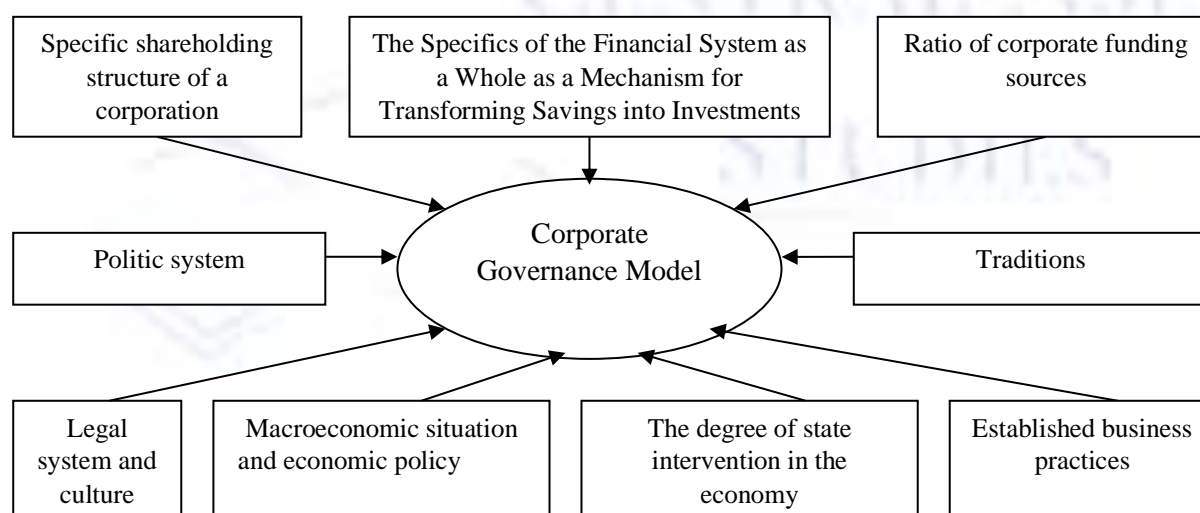 Specific shareholding
structure of a
corporation
The Specifics of the Financial System as
a Whole as a Mechanism for
Transforming Savings into Investments
Ratio of corporate funding
sources
Politic system
Corporate
Governance Model
Traditions
Legal
system and
culture
Macroeconomic situation
and economic policy
The degree of state
intervention in the
economy
Established business
practices
STUDIES